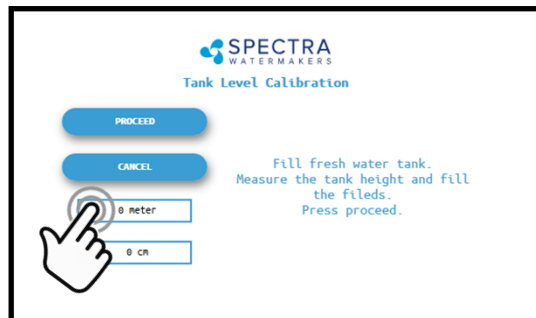 SPECTRA
WATERMAKERS
Tank Level Calibration
PROCEED
CANCEL
0 meter
0 cm
Fill fresh water tank.
Measure the tank height and fill
the fileds.
Press proceed.